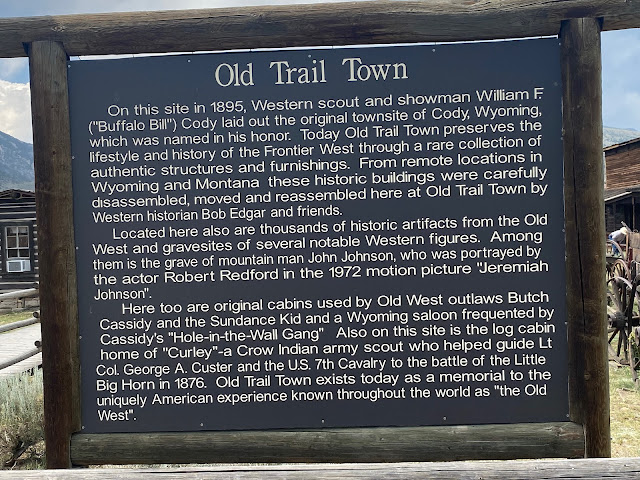 Old Trail Town
On this site in 1895, Western scout and showman William F.
("Buffalo Bill") Cody laid out the original townsite of Cody, Wyoming,
which was named in his honor. Today Old Trail Town preserves the
lifestyle and history of the Frontier West through a rare collection of
authentic structures and furnishings. From remote locations in
Wyoming and Montana these historic buildings were carefully
disassembled, moved and reassembled here at Old Trail Town by
Western historian Bob Edgar and friends.
Located here also are thousands of historic artifacts from the Old
West and gravesites of several notable Western figures. Among
them is the grave of mountain man John Johnson, who was portrayed by
the actor Robert Redford in the 1972 motion picture "Jeremiah
Johnson".
Here too are original cabins used by Old West outlaws Butch
Cassidy and the Sundance Kid and a Wyoming saloon frequented by
Cassidy's "Hole-in-the-Wall Gang" Also on this site is the log cabin
home of "Curley"-a Crow Indian army scout who helped guide Lt
Col. George A. Custer and the U.S. 7th Cavalry to the battle of the Little
Big Horn in 1876. Old Trail Town exists today as a memorial to the
uniquely American experience known throughout the world as "the Old
West".